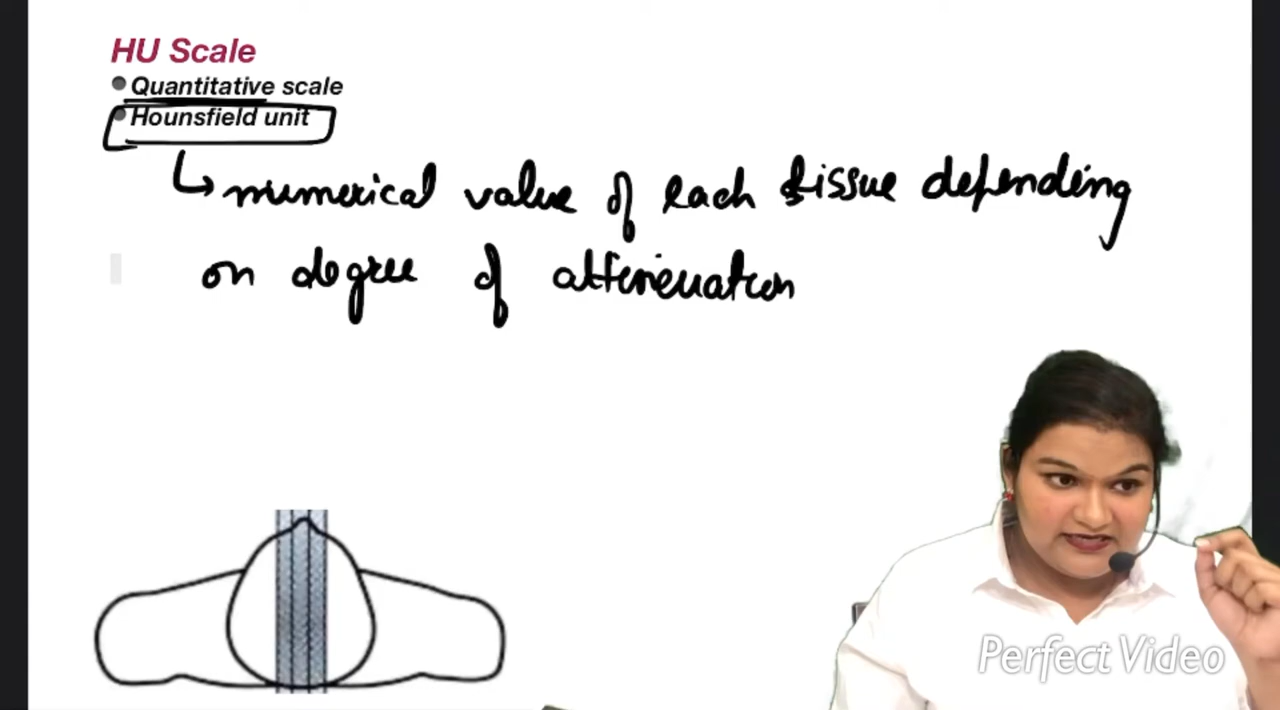 HU Scale
Quantitative scale
Hounsfield unit
numerical value of each tissue depending
on degree of attenuation
Perfect Video